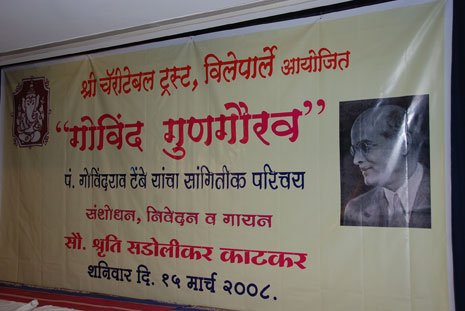 श्री चॅरीटेबल ट्रस्ट, विलेपार्ले आयोजित
“गोविंद गुणगौरव”
पं. गोविंदराव टेंबे यांचा सांगितीक परिचय
संशोधन, निवेदन व गायन
सौ. श्रृति सडोलीकर काटकर
शनिवार दि. १५ मार्च २००८.